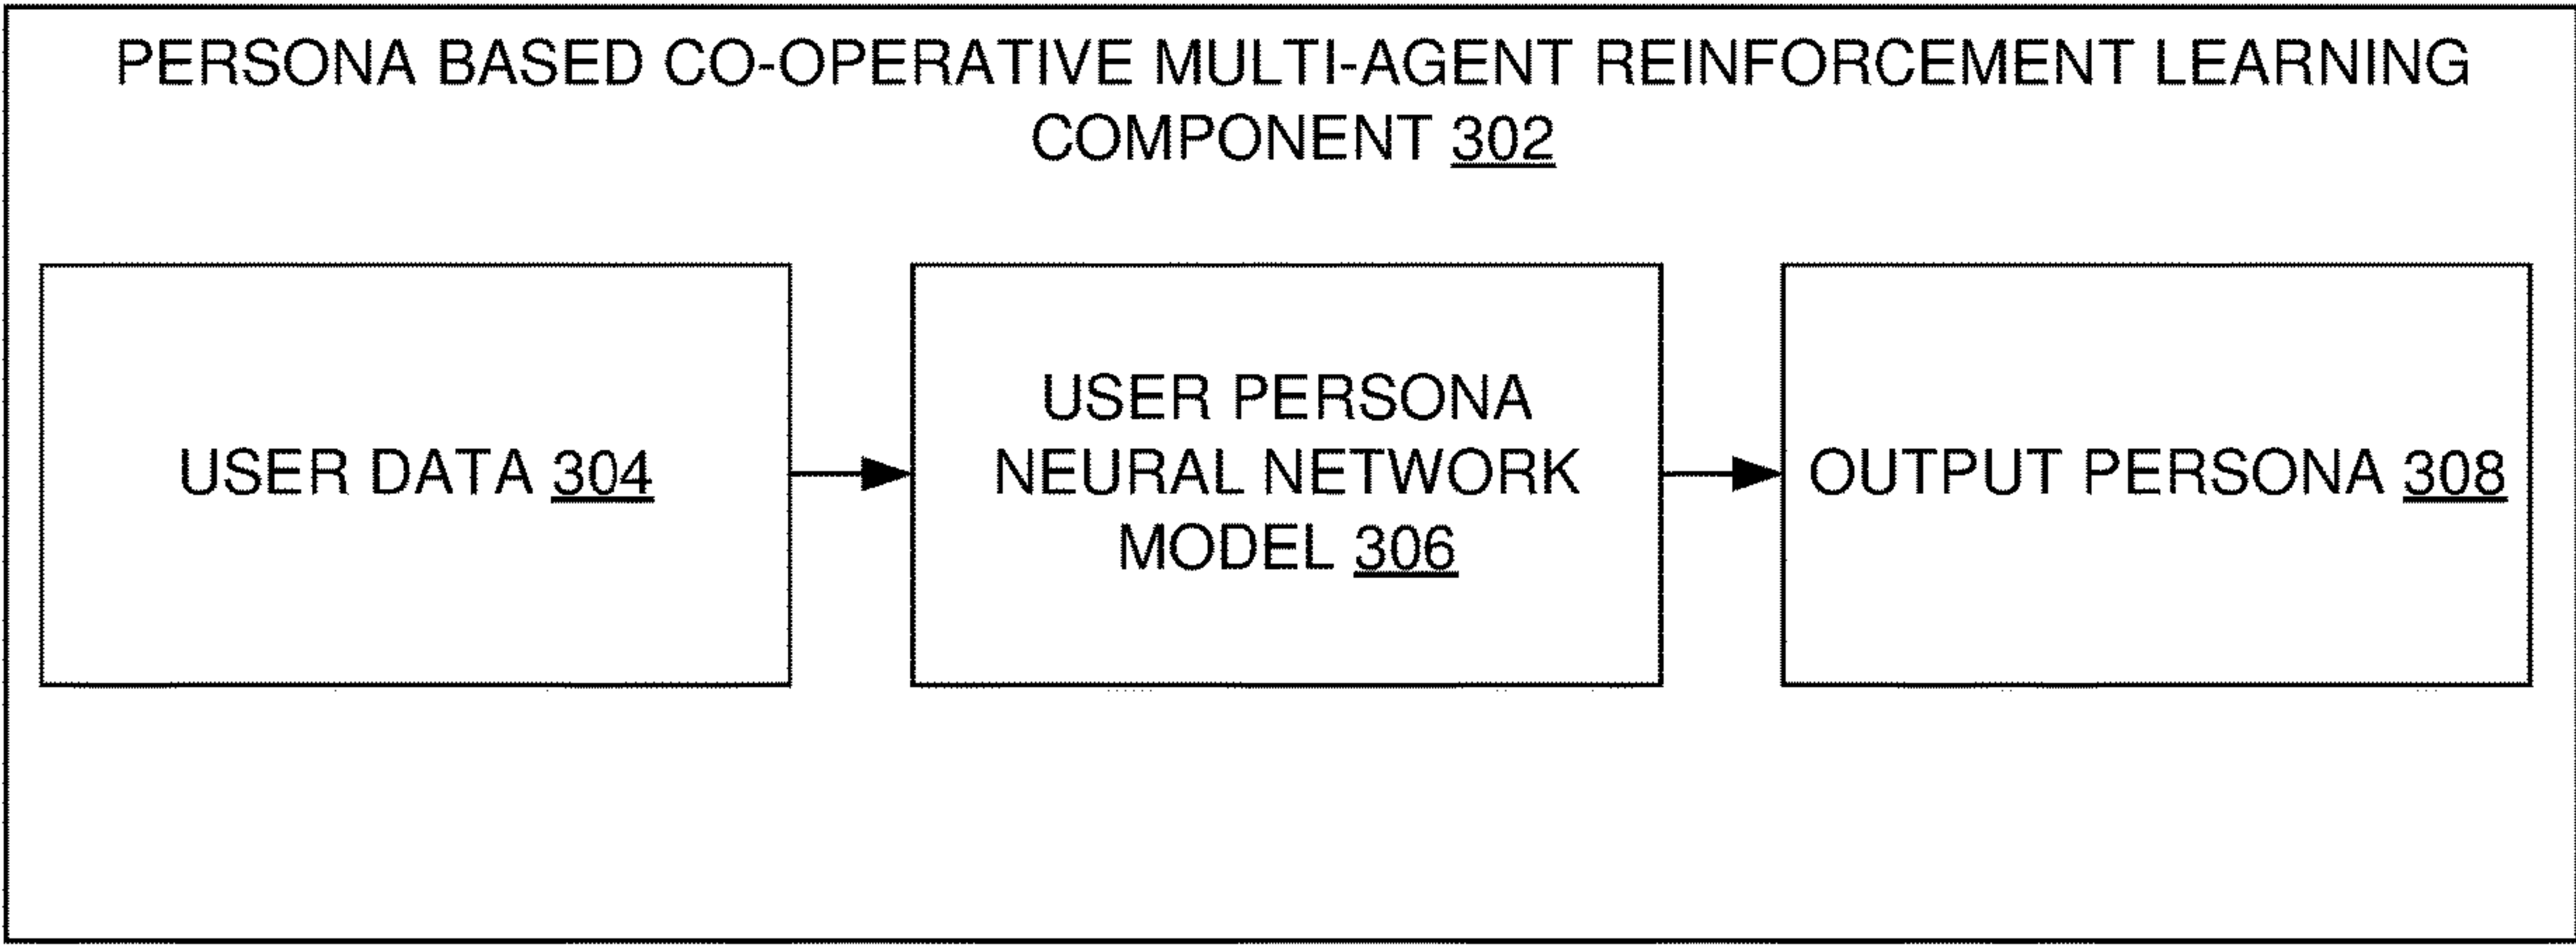 PERSONA BASED CO-OPERATIVE MULTI-AGENT REINFORCEMENT LEARNING
COMPONENT 302
USER DATA 304
USER PERSONA
NEURAL NETWORK
MODEL 306
OUTPUT PERSONA 308